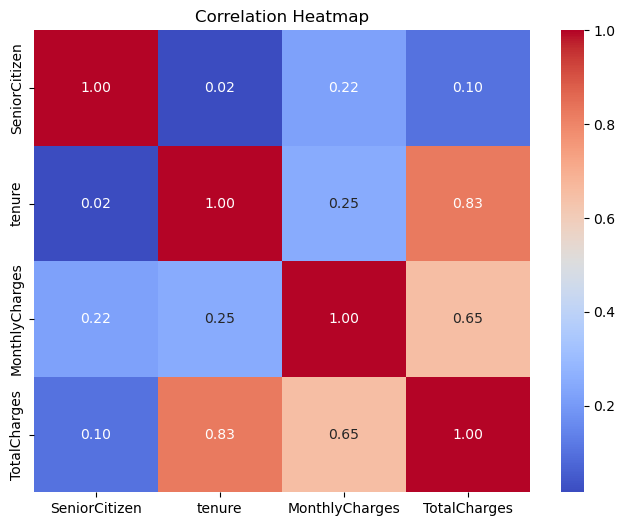 Correlation Heatmap
SeniorCitizen
1.00 0.02 0.22 0.10
tenure
0.02 1.00 0.25 0.83
MonthlyCharges
0.22 0.25 1.00 0.65
TotalCharges
0.10 0.83 0.65 1.00
SeniorCitizen tenure MonthlyCharges TotalCharges
1.0
0.8
0.6
0.4
0.2